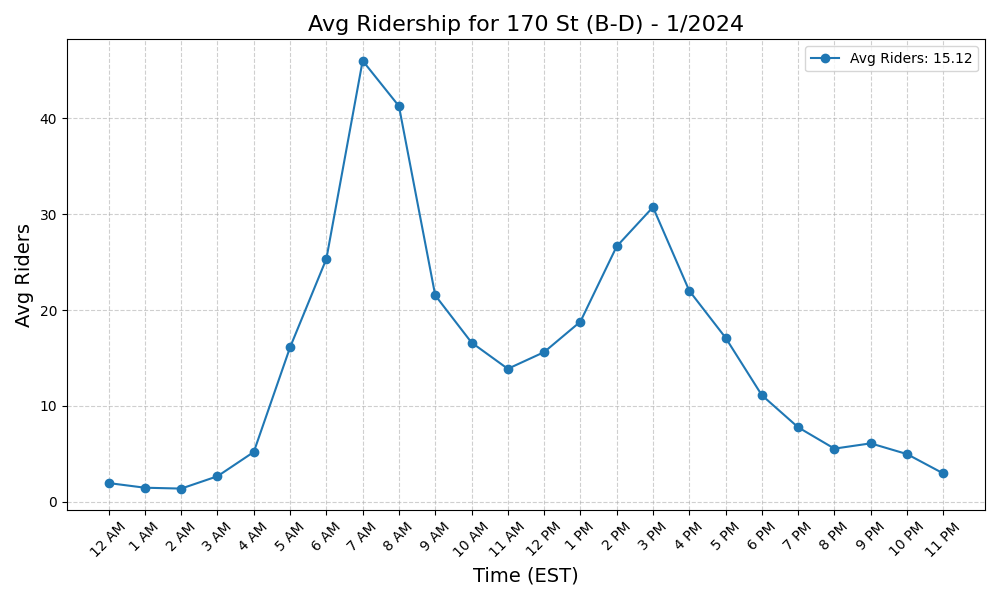 Avg Ridership for 170 St (B-D) - 1/2024
Avg Riders: 15.12
Avg Riders
40
30
20
10
0
12 AM
1 AM
2 AM
3 AM
4 AM
5 AM
6 AM
7 AM
8 AM
9 AM
10 AM
11 AM
12 PM
1 PM
2 PM
3 PM
4 PM
5 PM
6 PM
7 PM
8 PM
9 PM
10 PM
11 PM
Time (EST)